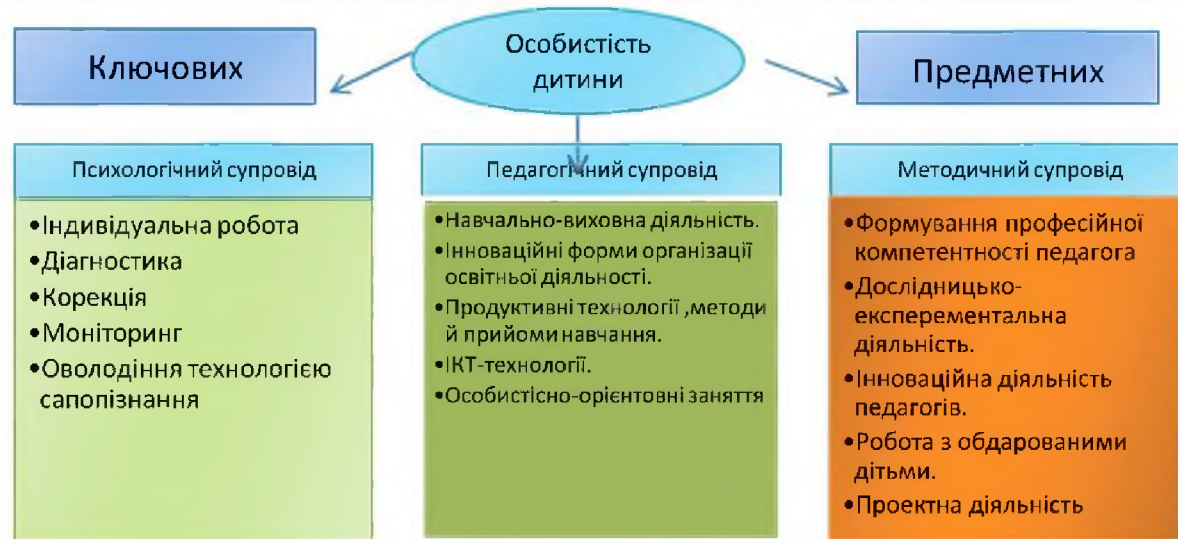 Ключових
Особистість
дитини
Предметних
Психологічний супровід
•Індивідуальна робота
•Діагностика
•Корекція
•Моніторинг
•Оволодіння технологією
сапопізнання
Педагогічний супровід
•Навчально-виховна діяльність.
•Інноваційні форми організації
освітньої діяльності.
•Продуктивні технології ,методи
й прийоми навчання.
•ІКТ-технології.
•Особистісно-орієнтовні заняття
Методичний супровід
•Формування професійної
компетентності педагога
•Дослідницько-
експерементальна
діяльність.
•Інноваційна діяльність
педагогів.
•Робота з обдарованими
дітьми.
•Проектна діяльність